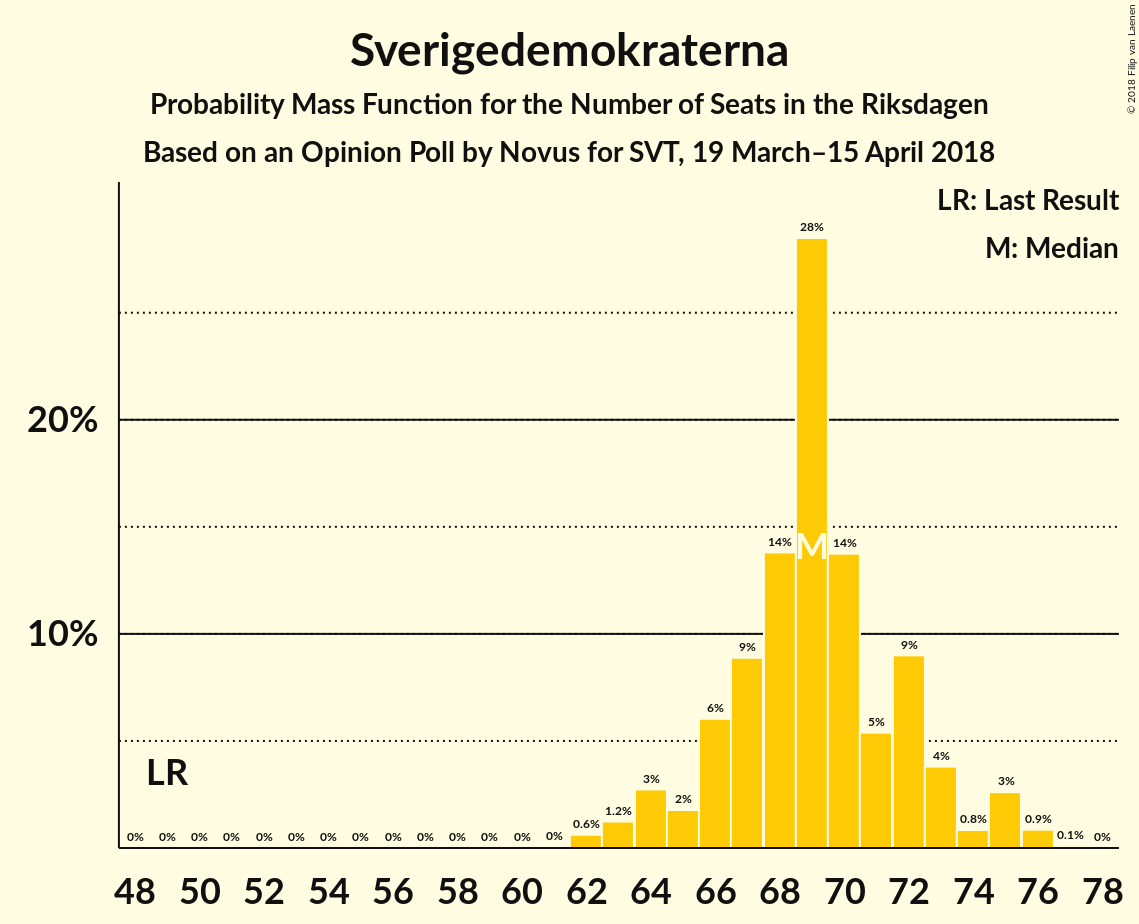 Sverigedemokraterna
Probability Mass Function for the Number of Seats in the Riksdagen
Based on an Opinion Poll by Novus for SVT, 19 March–15 April 2018
© 2018 Filip van Laenen
LR: Last Result
M: Median
28%
20%
14% M 14%
10%
9% 9%
6% 5%
LR
4%
3% 2% 3%
0% 0% 0% 0% 0% 0% 0% 0% 0% 0% 0% 0% 0% 0% 0.6% 1.2% 0.8% 0.9% 0.1% 0%
48 50 52 54 56 58 60 62 64 66 68 70 72 74 76 78